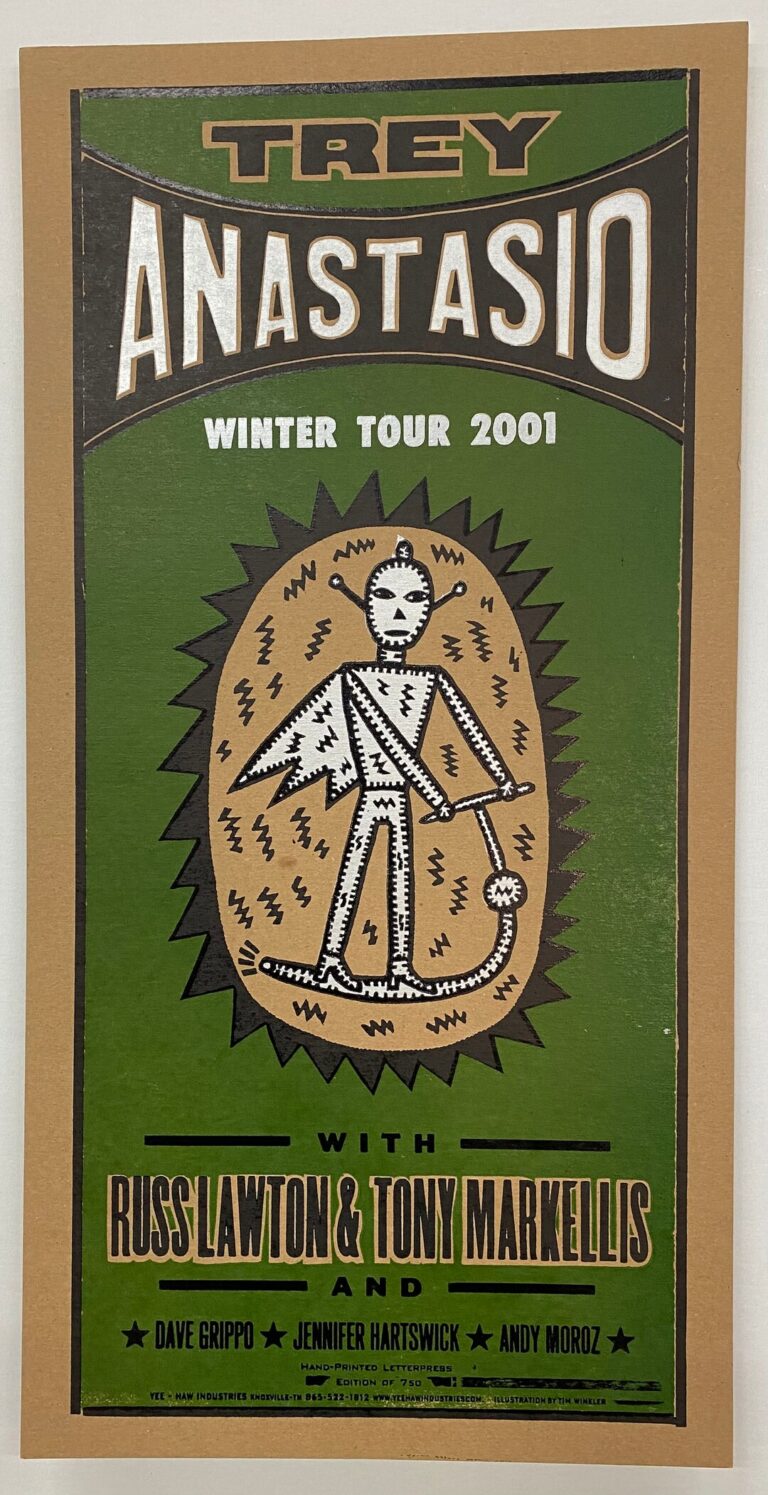 TREY
ANASTASIO
WINTER TOUR 2001
WITH
RUSS LAWTON & TONY MARKELLIS
AND
★ DAVE GRIPPO ★ JENNIFER HARTSWICK ★ ANDY MOROZ ★
HAND-PRINTED LETTERPRESS
EDITION OF 750
YEE-HAW INDUSTRIES KNOXVILLE-TN 865-522-1812 WWW.YEEHAWINDUSTRIES.COM ILLUSTRATION BY TIM WINKLER